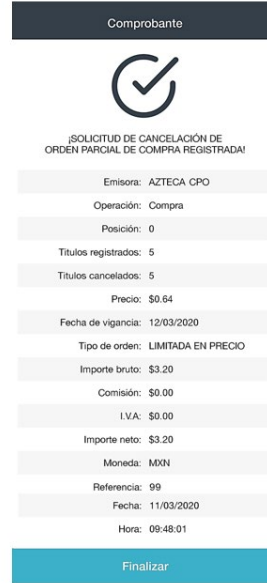 Comprobante
¡SOLICITUD DE CANCELACIÓN DE
ORDEN PARCIAL DE COMPRA REGISTRADA!
Emisora: AZTECA CPO
Operación: Compra
Posición: 0
Titulos registrados: 5
Titulos cancelados: 5
Precio: $0.64
Fecha de vigancia: 12/03/2020
Tipo de orden: LIMITADA EN PRECIO
Importe bruto: $3.20
Comisión: $0.00
I.V.A: $0.00
Importe neto: $3.20
Moneda: MXN
Referencia: 99
Fecha: 11/03/2020
Hora: 09:48:01
Finalizar